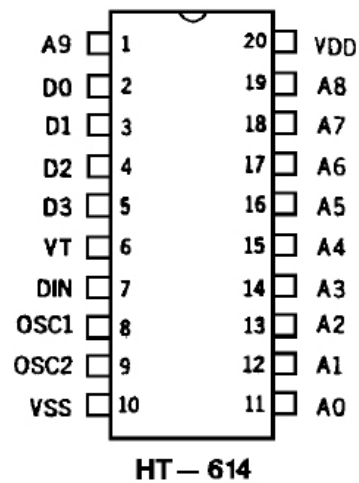 A9 1 20 VDD
D0 2 19 A8
D1 3 18 A7
D2 4 17 A6
D3 5 16 A5
VT 6 15 A4
DIN 7 14 A3
OSC1 8 13 A2
OSC2 9 12 A1
VSS 10 11 A0
HT — 614